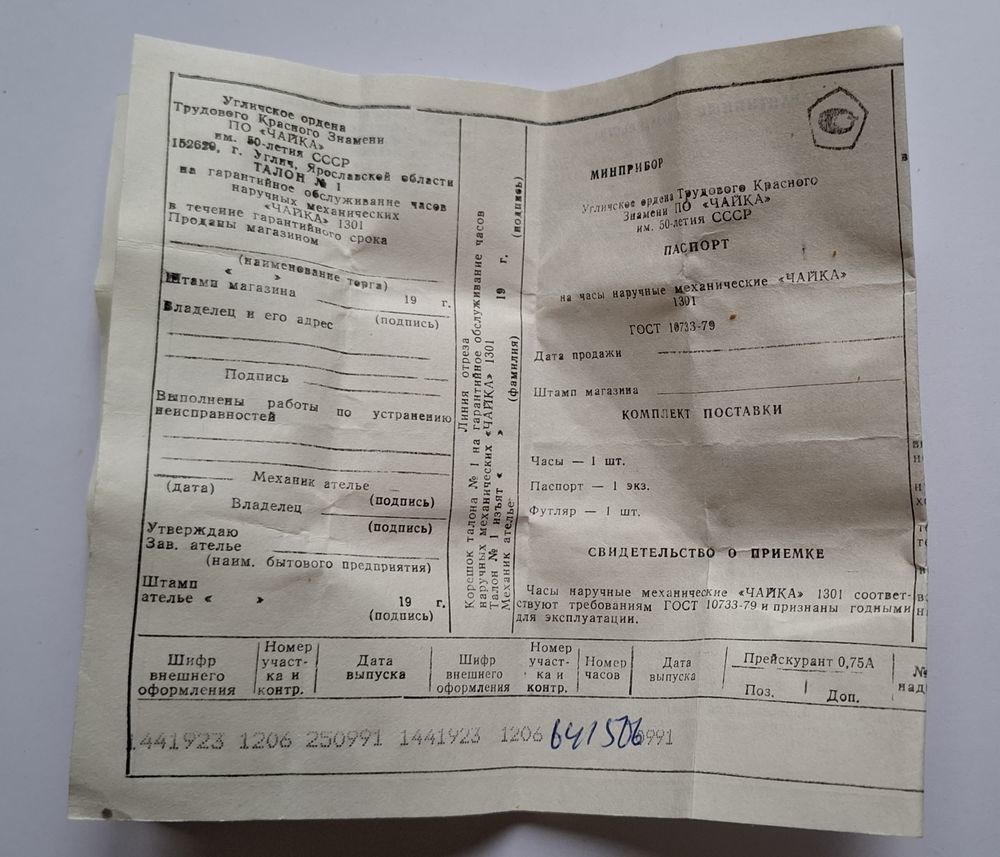 Угличское ордена
Трудового Красного Знамени
ПО «ЧАЙКА»
им. 50-летия СССР
152620, г. Углич, Ярославской области
ТАЛОН № 1
на гарантийное обслуживание часов
наручных механических
«ЧАЙКА» 1301
в течение гарантийного срока
Проданы магазином
(наименование торга)
« »
Штамп магазина 19 г.
(подпись)
Владелец и его адрес
Подпись
Выполнены работы по устранению
неисправностей
Механик ателье
(дата) (подпись)
Владелец
(подпись)
Утверждаю
Зав. ателье
(наим. бытового предприятия)
Штамп
ателье « » 19 г.
(подпись)
Линия отреза
Корешок талона № 1 на гарантийное обслуживание часов
наручных механических «ЧАЙКА» 1301
Талон № 1 изъят « » 19 г.
Механик ателье (фамилия) (подпись)
МИНПРИБОР
Угличское ордена Трудового Красного
Знамени ПО «ЧАЙКА»
им. 50-летия СССР
ПАСПОРТ
на часы наручные механические «ЧАЙКА»
1301
ГОСТ 10733-79
Дата продажи
Штамп магазина
КОМПЛЕКТ ПОСТАВКИ
Часы — 1 шт.
Паспорт — 1 экз.
Футляр — 1 шт.
СВИДЕТЕЛЬСТВО О ПРИЕМКЕ
Часы наручные механические «ЧАЙКА» 1301 соответ-
ствуют требованиям ГОСТ 10733-79 и признаны годными
для эксплуатации.
Шифр
внешнего
оформления
Номер
участ-
ка и
контр.
Дата
выпуска
Шифр
внешнего
оформления
Номер
участ-
ка и
контр.
Номер
часов
Дата
выпуска
Прейскурант 0,75А
Поз. Доп.
№
над
1441923 1206 250991 1441923 1206 641506 0991